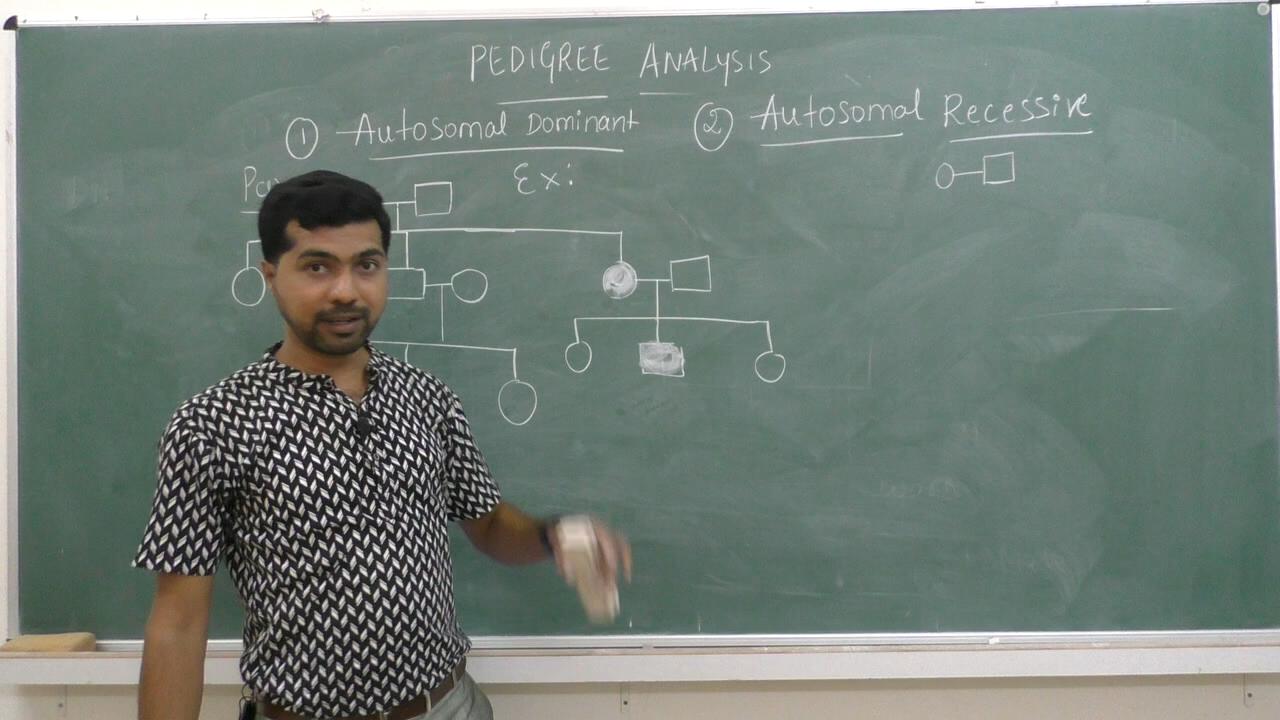 PEDIGREE ANALYSIS
① Autosomal Dominant
② Autosomal Recessive
Ex: